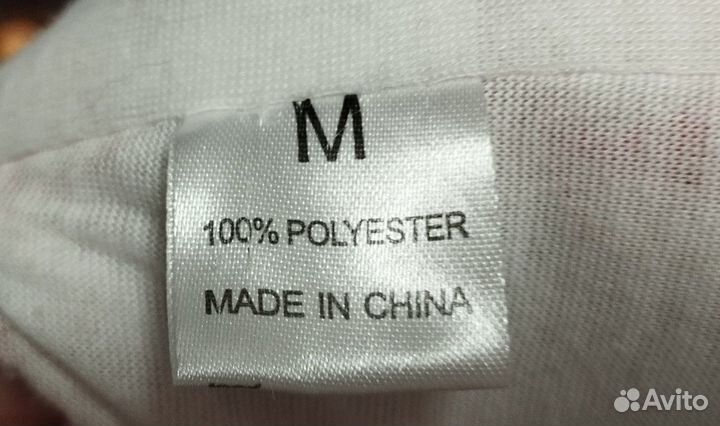 M
100% POLYESTER
MADE IN CHINA
Avito